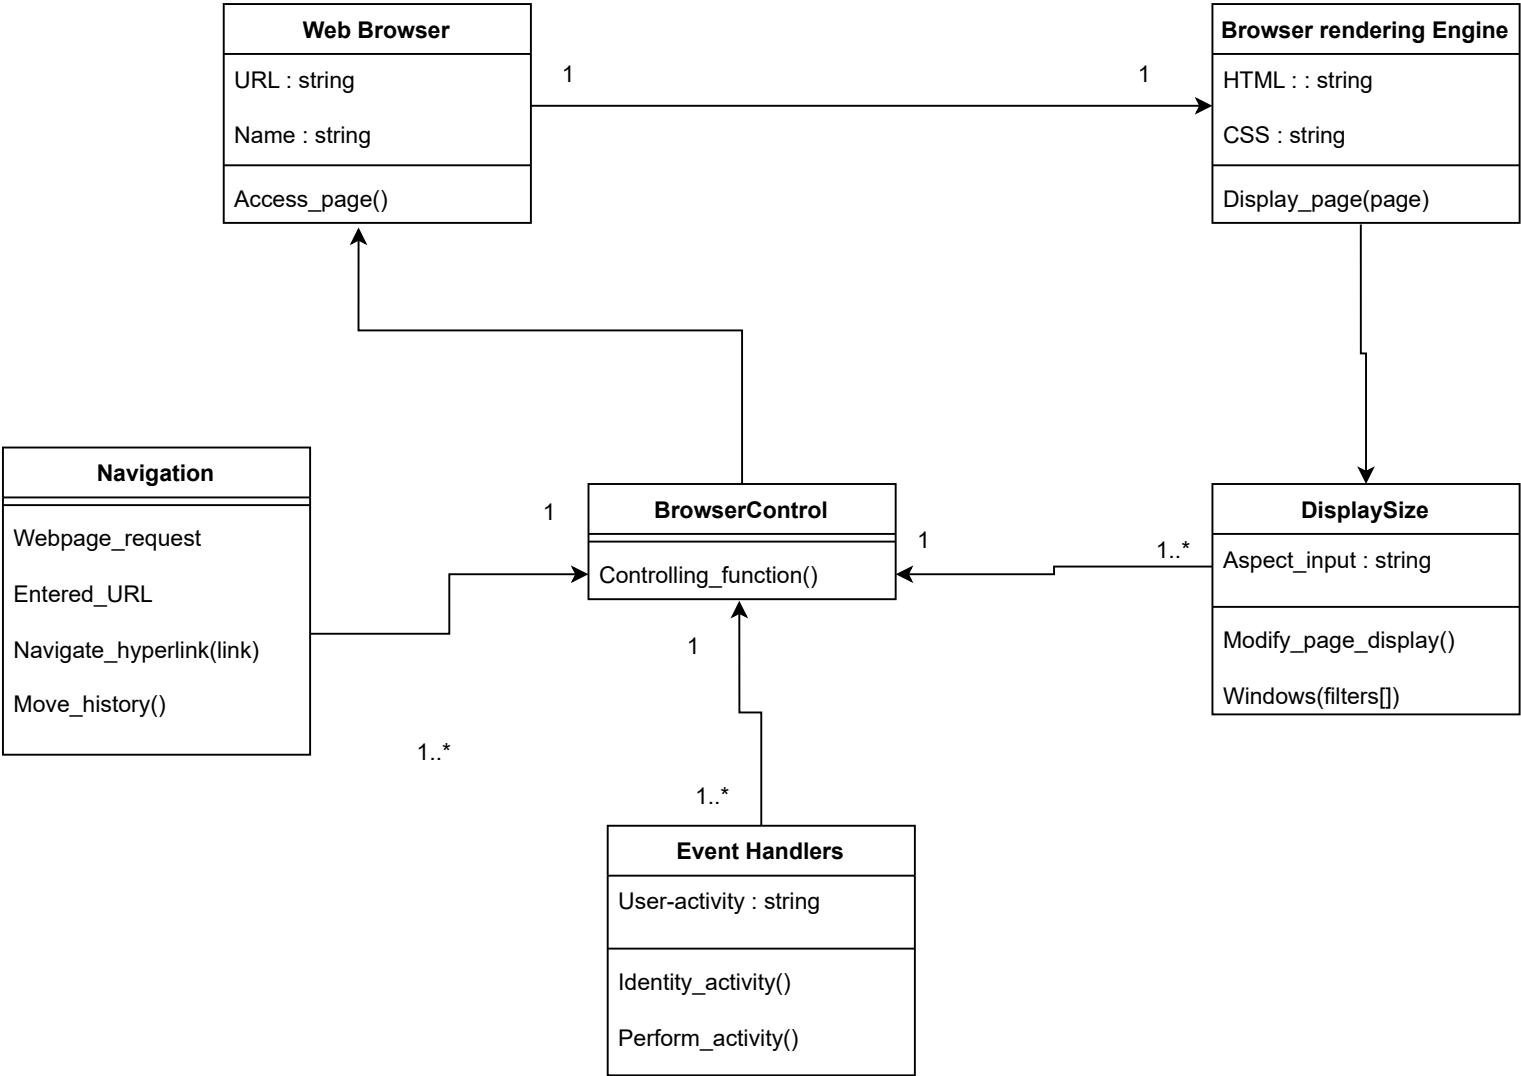 Web Browser
URL : string
Name : string
Access_page()
1
1
Browser rendering Engine
HTML : : string
CSS : string
Display_page(page)
Navigation
Webpage_request
Entered_URL
Navigate_hyperlink(link)
Move_history()
1
1..*
BrowserControl
Controlling_function()
1
1..*
DisplaySize
Aspect_input : string
Modify_page_display()
Windows(filters[])
1
1..*
Event Handlers
User-activity : string
Identity_activity()
Perform_activity()